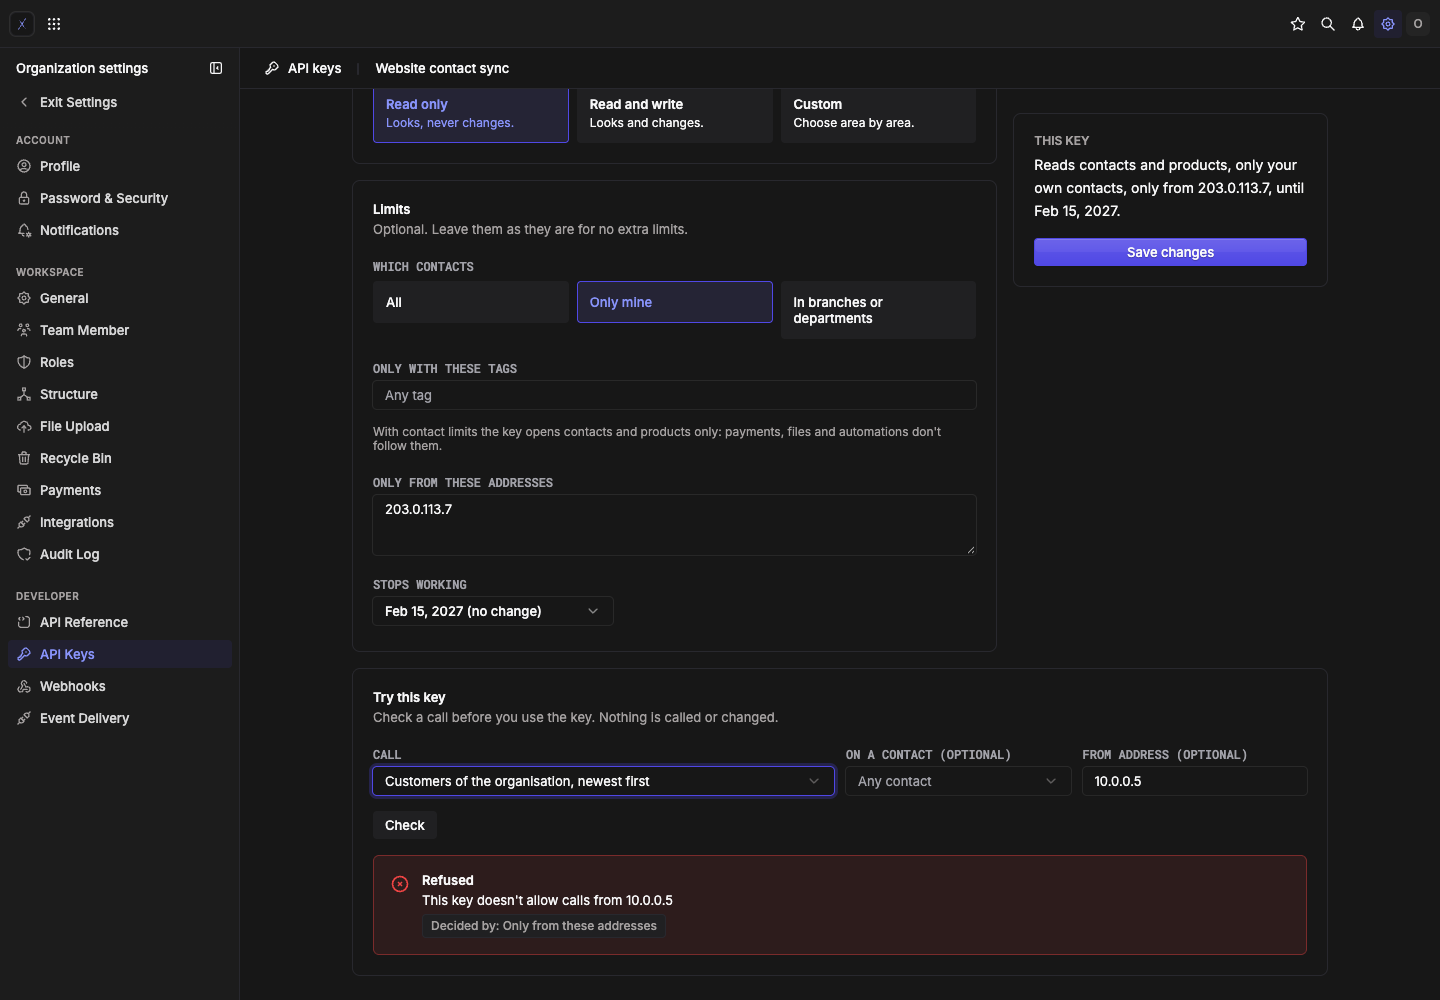 O
Organization settings
Exit Settings
ACCOUNT
Profile
Password & Security
Notifications
WORKSPACE
General
Team Member
Roles
Structure
File Upload
Recycle Bin
Payments
Integrations
Audit Log
DEVELOPER
API Reference
API Keys
Webhooks
Event Delivery
API keys
Website contact sync
Read only
Looks, never changes.
Read and write
Looks and changes.
Custom
Choose area by area.
Limits
Optional. Leave them as they are for no extra limits.
WHICH CONTACTS
All
Only mine
In branches or
departments
ONLY WITH THESE TAGS
Any tag
With contact limits the key opens contacts and products only: payments, files and automations don't
follow them.
ONLY FROM THESE ADDRESSES
203.0.113.7
STOPS WORKING
Feb 15, 2027 (no change)
THIS KEY
Reads contacts and products, only your
own contacts, only from 203.0.113.7, until
Feb 15, 2027.
Save changes
Try this key
Check a call before you use the key. Nothing is called or changed.
CALL
Customers of the organisation, newest first
ON A CONTACT (OPTIONAL)
Any contact
FROM ADDRESS (OPTIONAL)
10.0.0.5
Check
Refused
This key doesn't allow calls from 10.0.0.5
Decided by: Only from these addresses